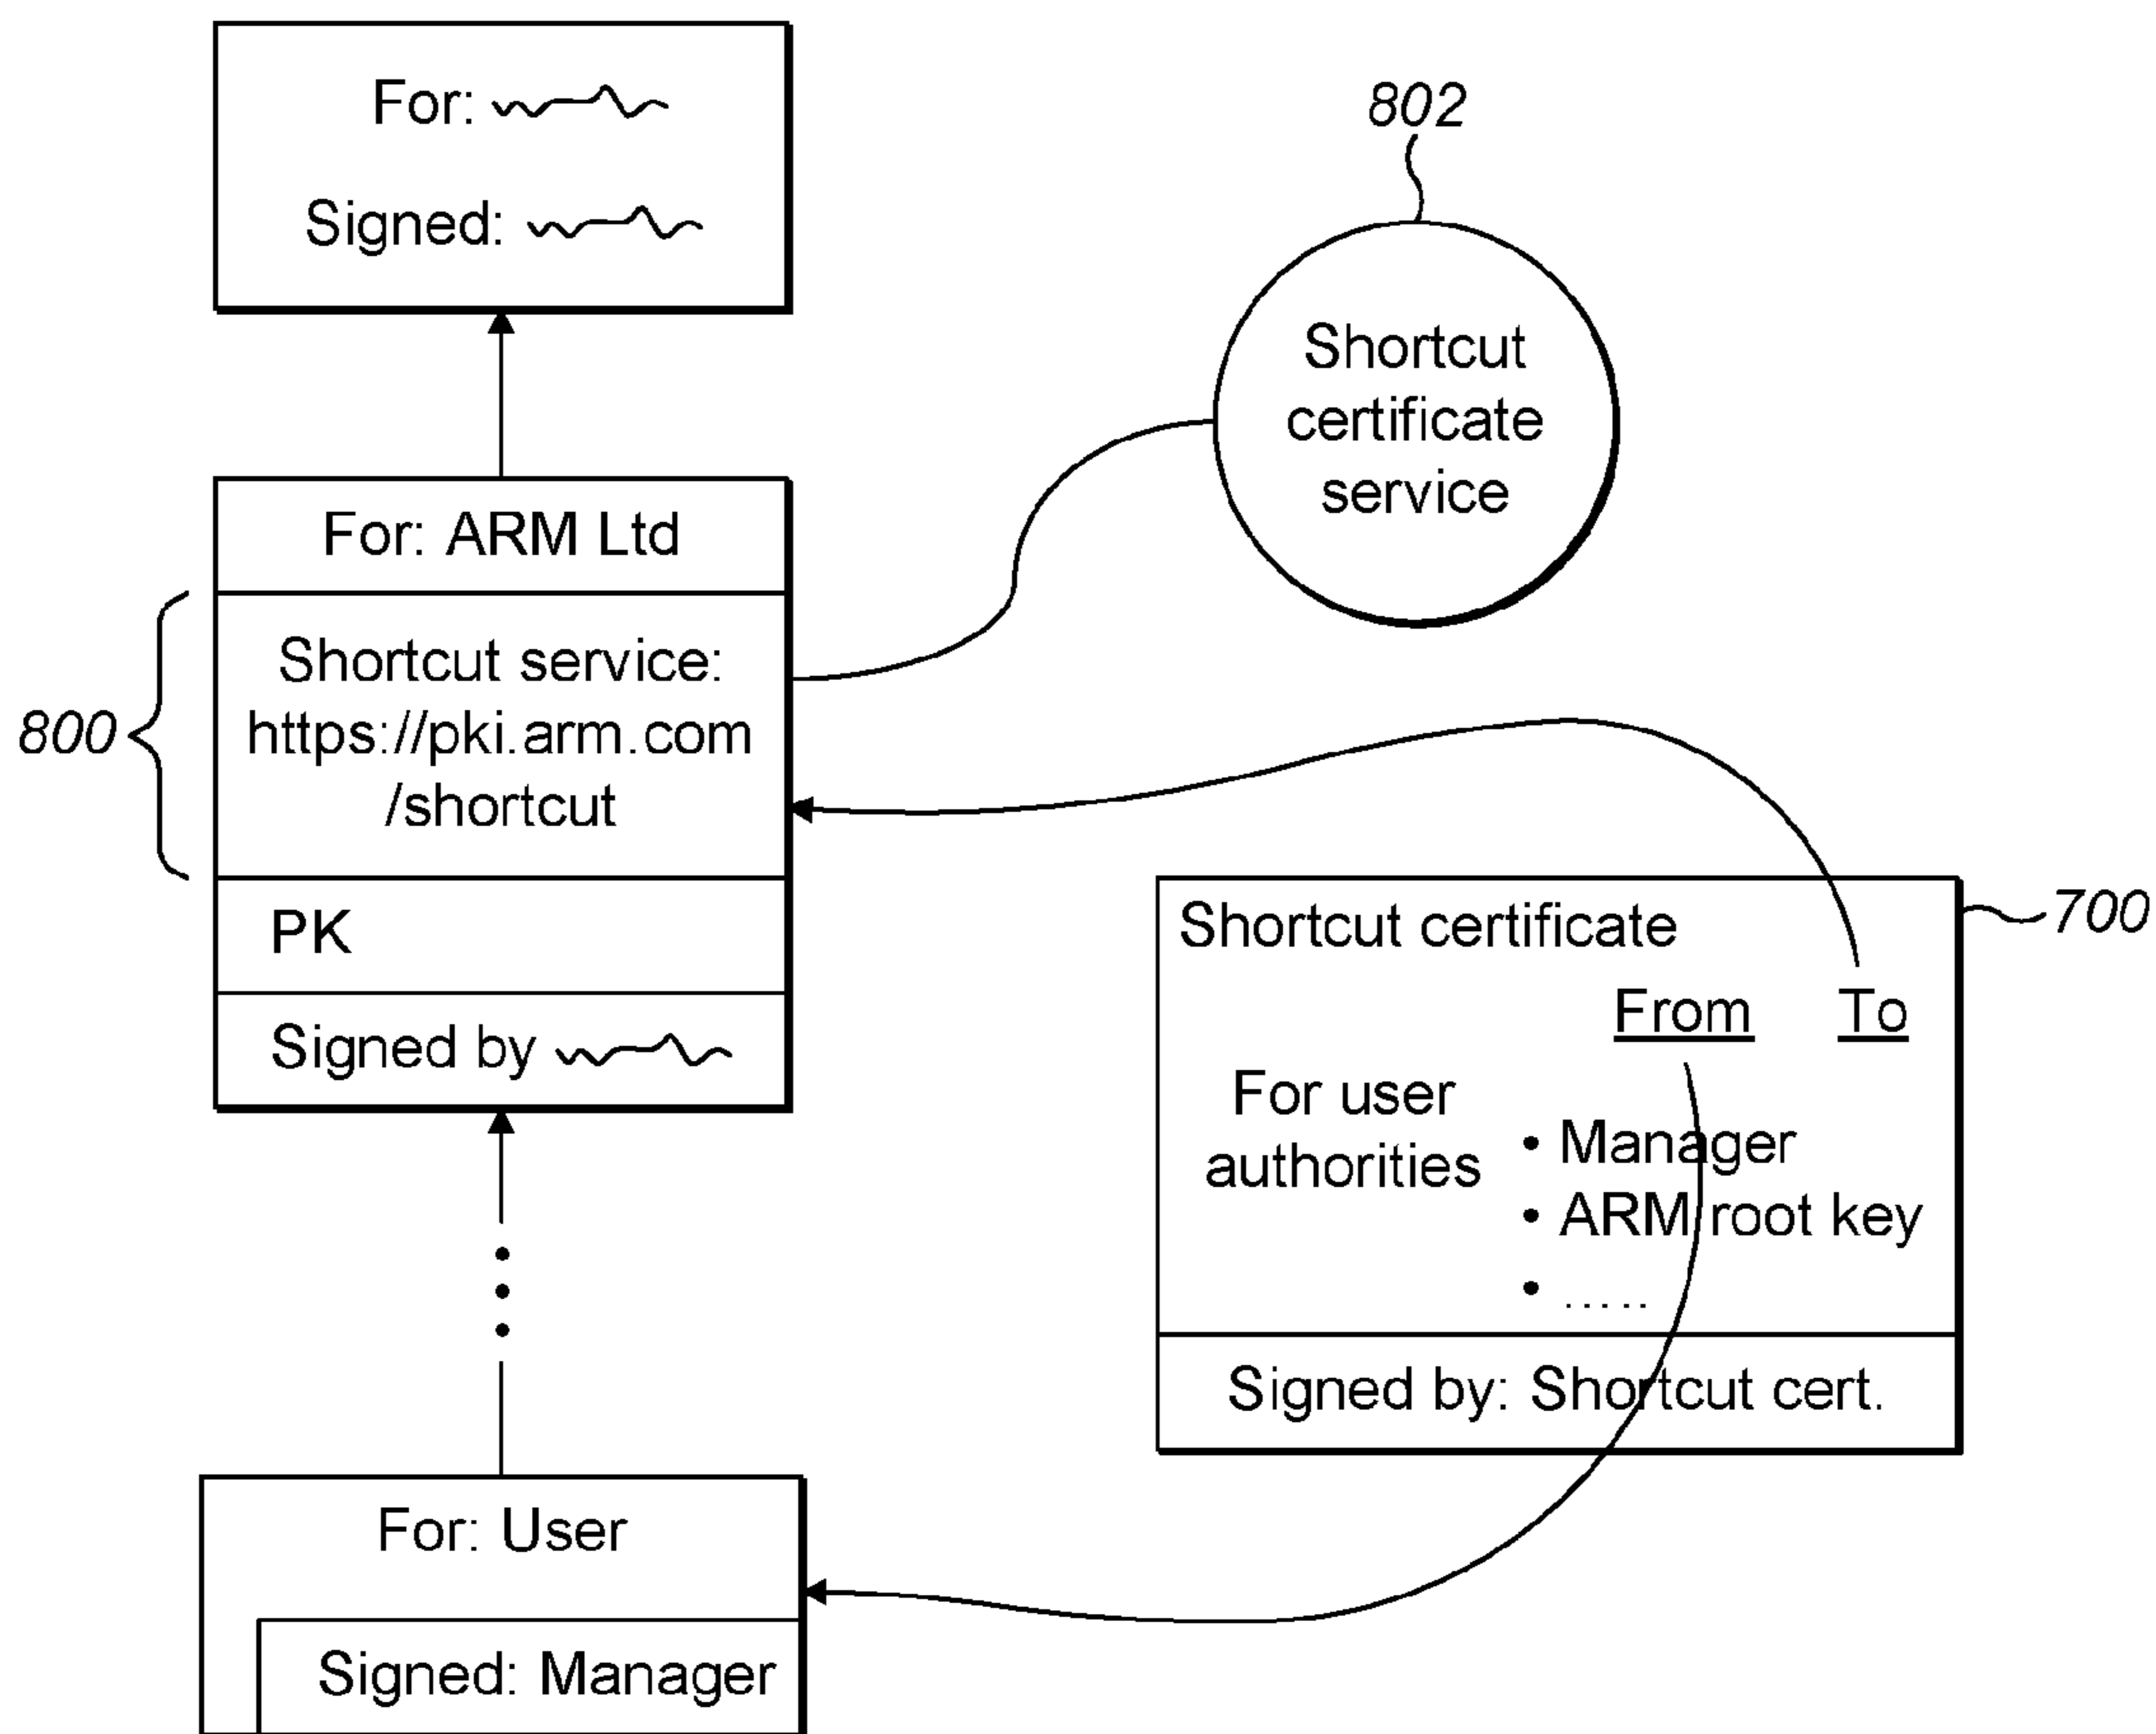 For:
Signed:
802
Shortcut
certificate
service
For: ARM Ltd
800
Shortcut service:
https://pki.arm.com
/shortcut
PK
Signed by
700
Shortcut certificate
From To
For user
authorities
• Manager
• ARM root key
• .....
Signed by: Shortcut cert.
For: User
Signed: Manager